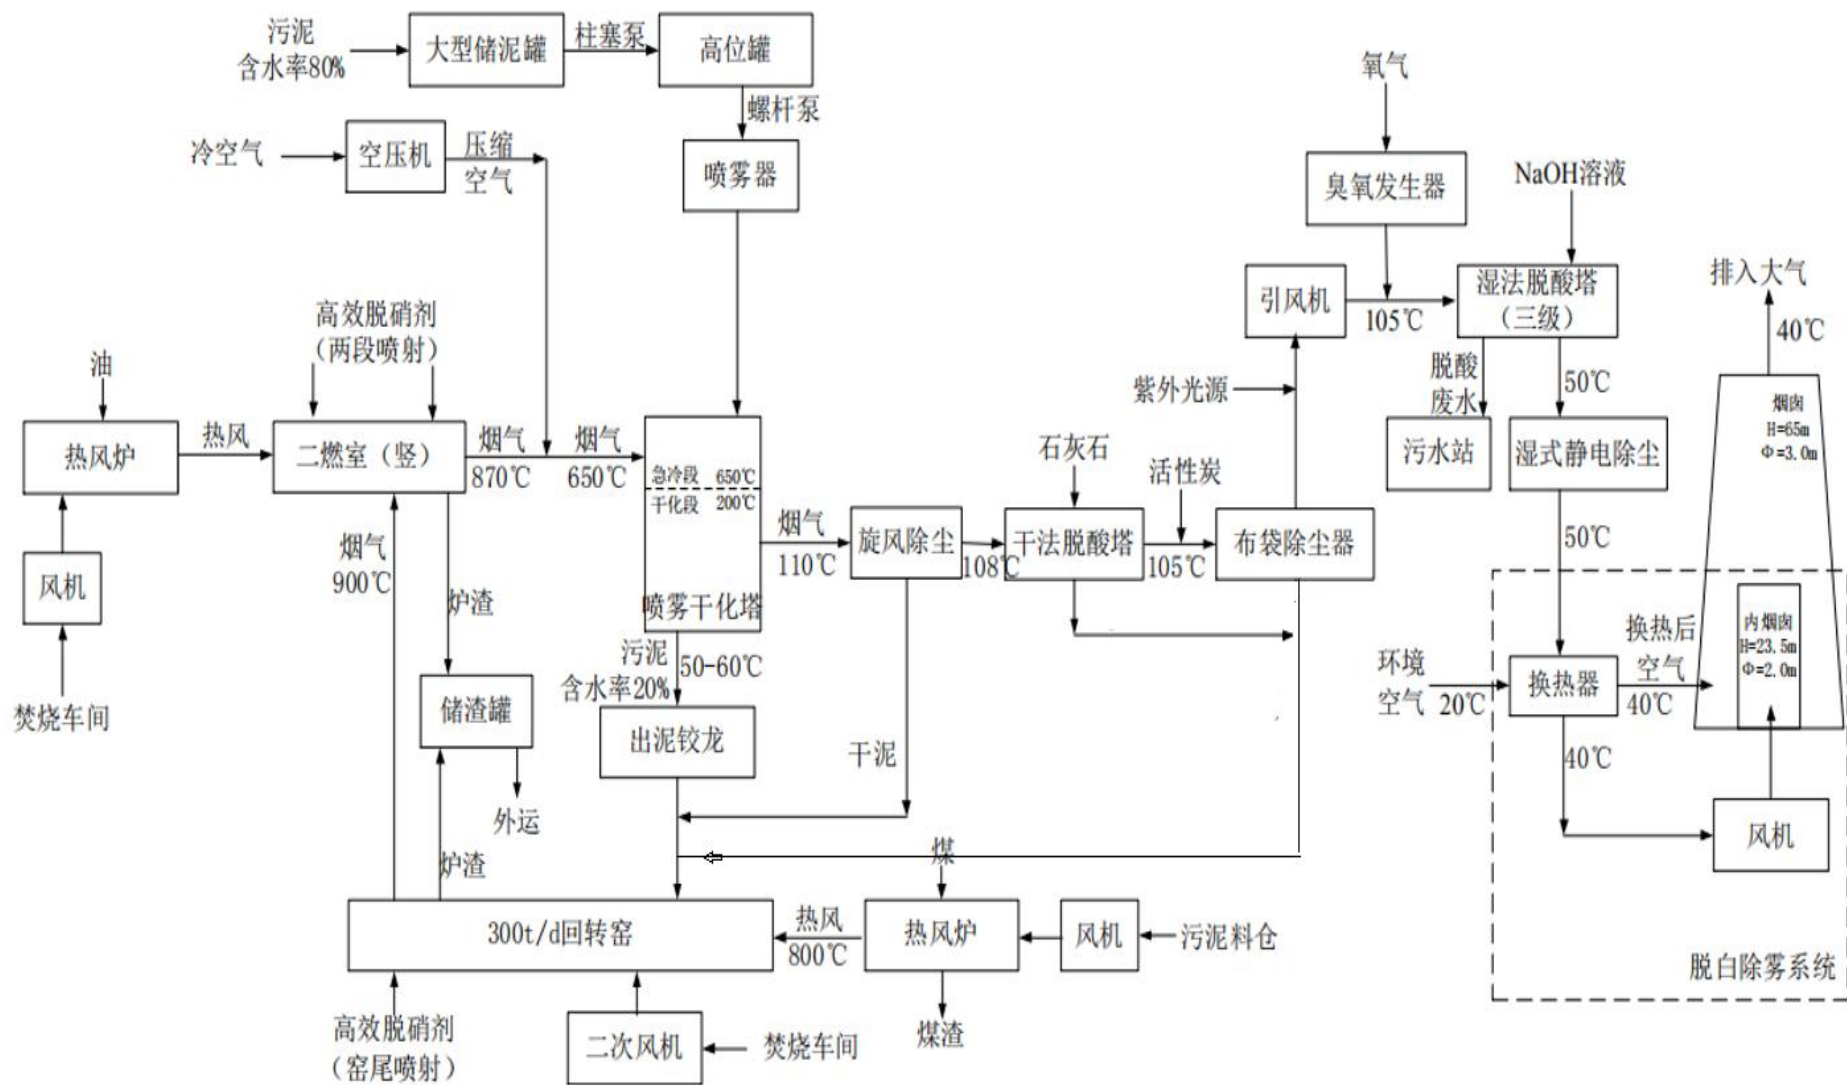 污泥
含水率80%
大型储泥罐
柱塞泵
高位罐
螺杆泵
喷雾器
冷空气
空压机
压缩
空气
氧气
臭氧发生器
NaOH溶液
引风机
105℃
湿法脱酸塔
（三级）
排入大气
40℃
高效脱硝剂
（两段喷射）
油
热风炉
热风
二燃室（竖）
烟气
870℃
烟气
650℃
急冷段 650℃
干化段 200℃
喷雾干化塔
烟气
110℃
旋风除尘
108℃
石灰石
干法脱酸塔
活性炭
105℃
布袋除尘器
紫外光源
脱酸
废水
污水站
50℃
湿式静电除尘
50℃
烟囱
H=65m
Φ=3.0m
风机
焚烧车间
烟气
900℃
炉渣
储渣罐
外运
炉渣
污泥
含水率20%
50-60℃
出泥铰龙
干泥
环境
空气
20℃
换热器
换热后
空气
40℃
内烟囱
H=23.5m
Φ=2.0m
40℃
风机
脱白除雾系统
300t/d回转窑
热风
800℃
煤
热风炉
风机
污泥料仓
煤渣
高效脱硝剂
（窑尾喷射）
二次风机
焚烧车间